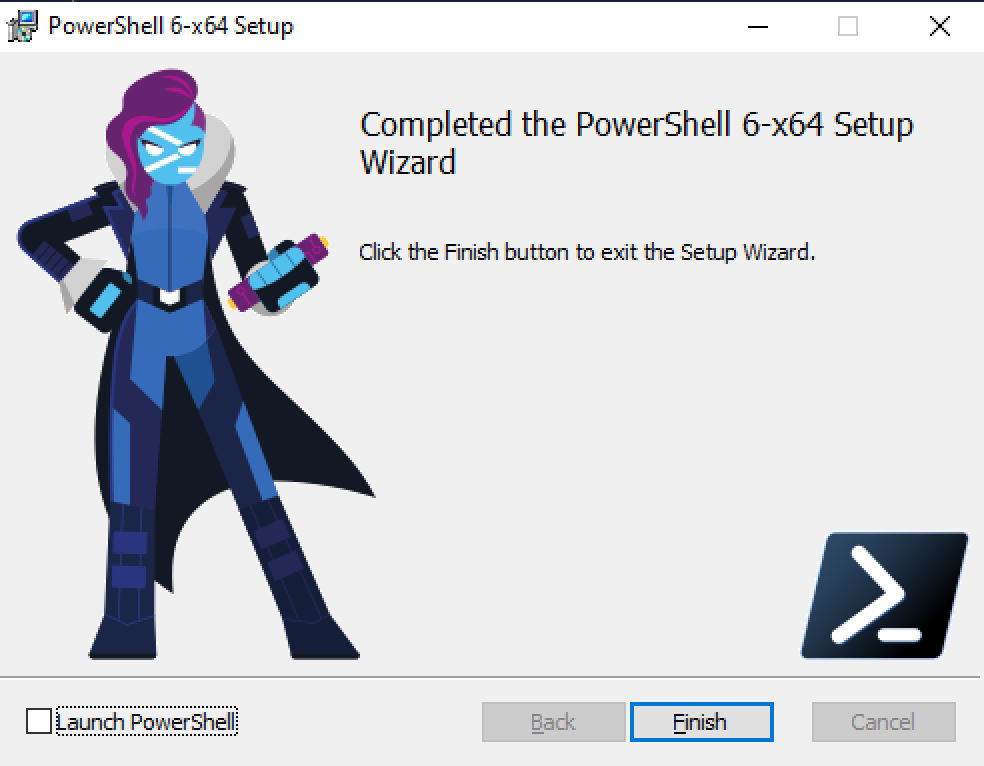 PowerShell 6-x64 Setup
Completed the PowerShell 6-x64 Setup
Wizard
Click the Finish button to exit the Setup Wizard.
Launch PowerShell
Back
Finish
Cancel